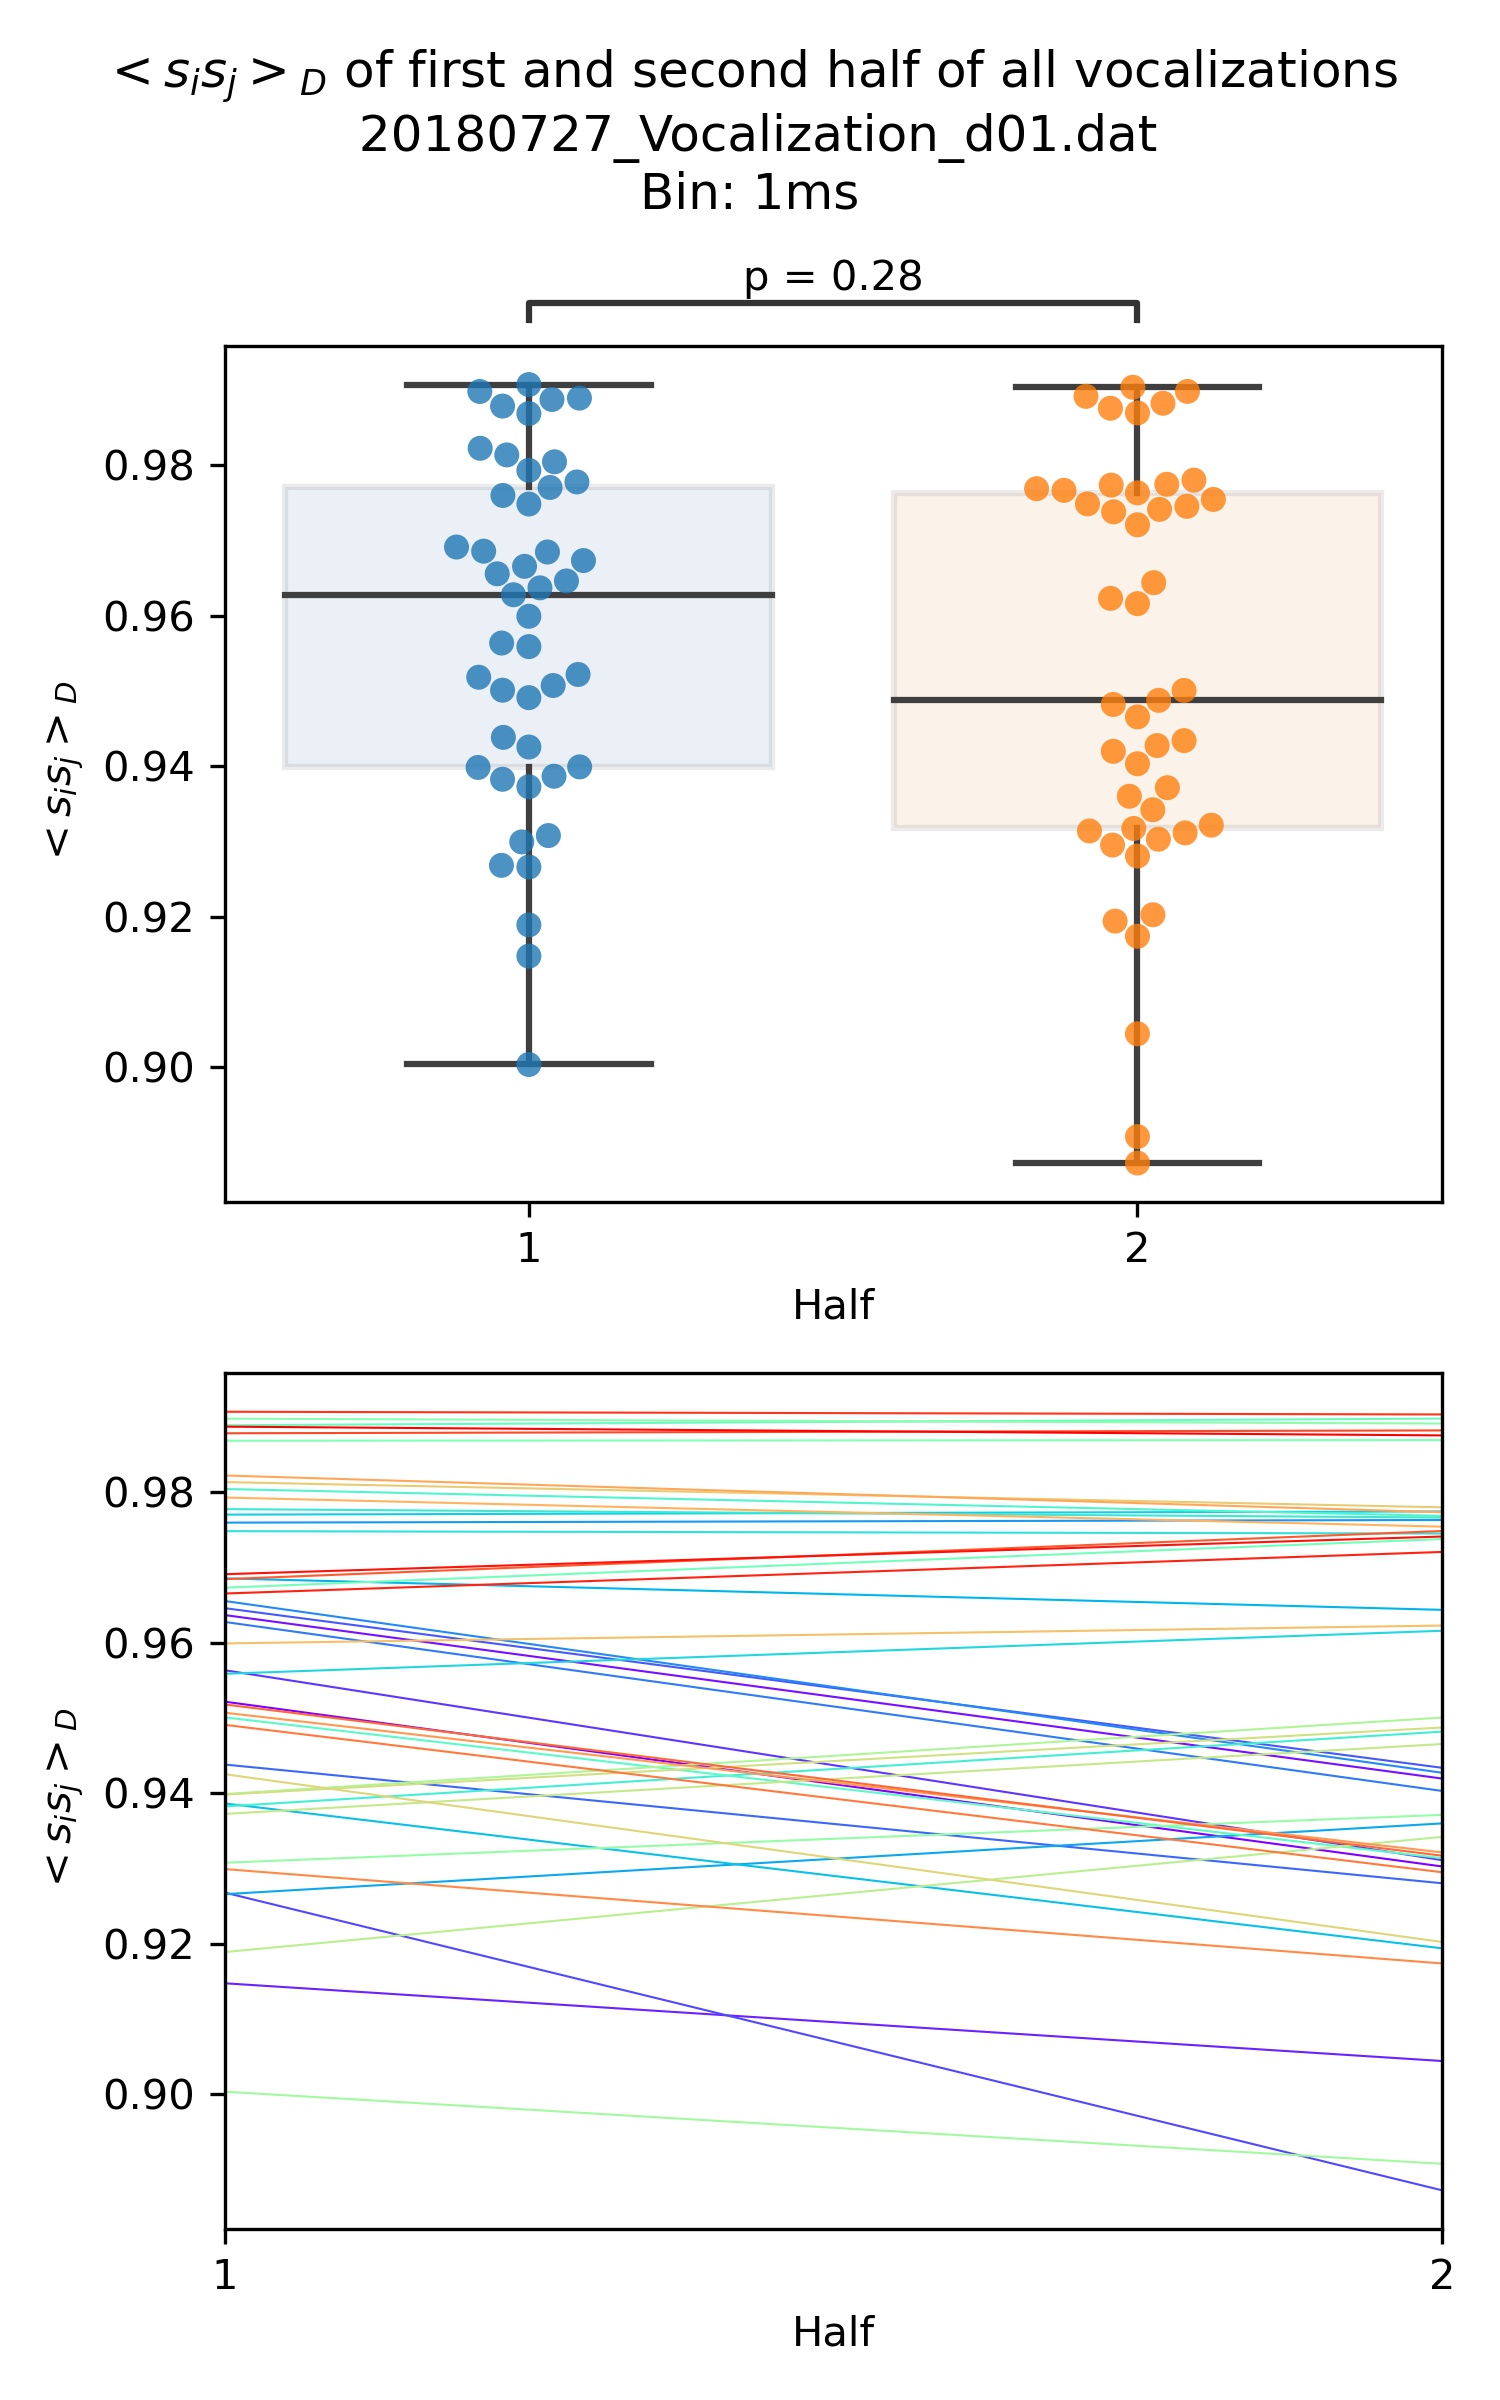 < s_i s_j >_D of first and second half of all vocalizations
20180727_Vocalization_d01.dat
Bin: 1ms
p = 0.28
< s_i s_j >_D
0.98
0.96
0.94
0.92
0.90
1 2
Half
< s_i s_j >_D
0.98
0.96
0.94
0.92
0.90
1 2
Half